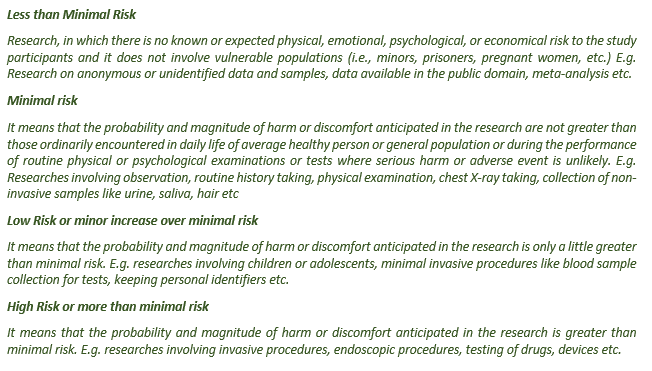 Less than Minimal Risk
Research, in which there is no known or expected physical, emotional, psychological, or economical risk to the study
participants and it does not involve vulnerable populations (i.e., minors, prisoners, pregnant women, etc.) E.g.
Research on anonymous or unidentified data and samples, data available in the public domain, meta-analysis etc.
Minimal risk
It means that the probability and magnitude of harm or discomfort anticipated in the research are not greater than
those ordinarily encountered in daily life of average healthy person or general population or during the performance
of routine physical or psychological examinations or tests where serious harm or adverse event is unlikely. E.g.
Researches involving observation, routine history taking, physical examination, chest X-ray taking, collection of non-
invasive samples like urine, saliva, hair etc
Low Risk or minor increase over minimal risk
It means that the probability and magnitude of harm or discomfort anticipated in the research is only a little greater
than minimal risk. E.g. researches involving children or adolescents, minimal invasive procedures like blood sample
collection for tests, keeping personal identifiers etc.
High Risk or more than minimal risk
It means that the probability and magnitude of harm or discomfort anticipated in the research is greater than
minimal risk. E.g. researches involving invasive procedures, endoscopic procedures, testing of drugs, devices etc.